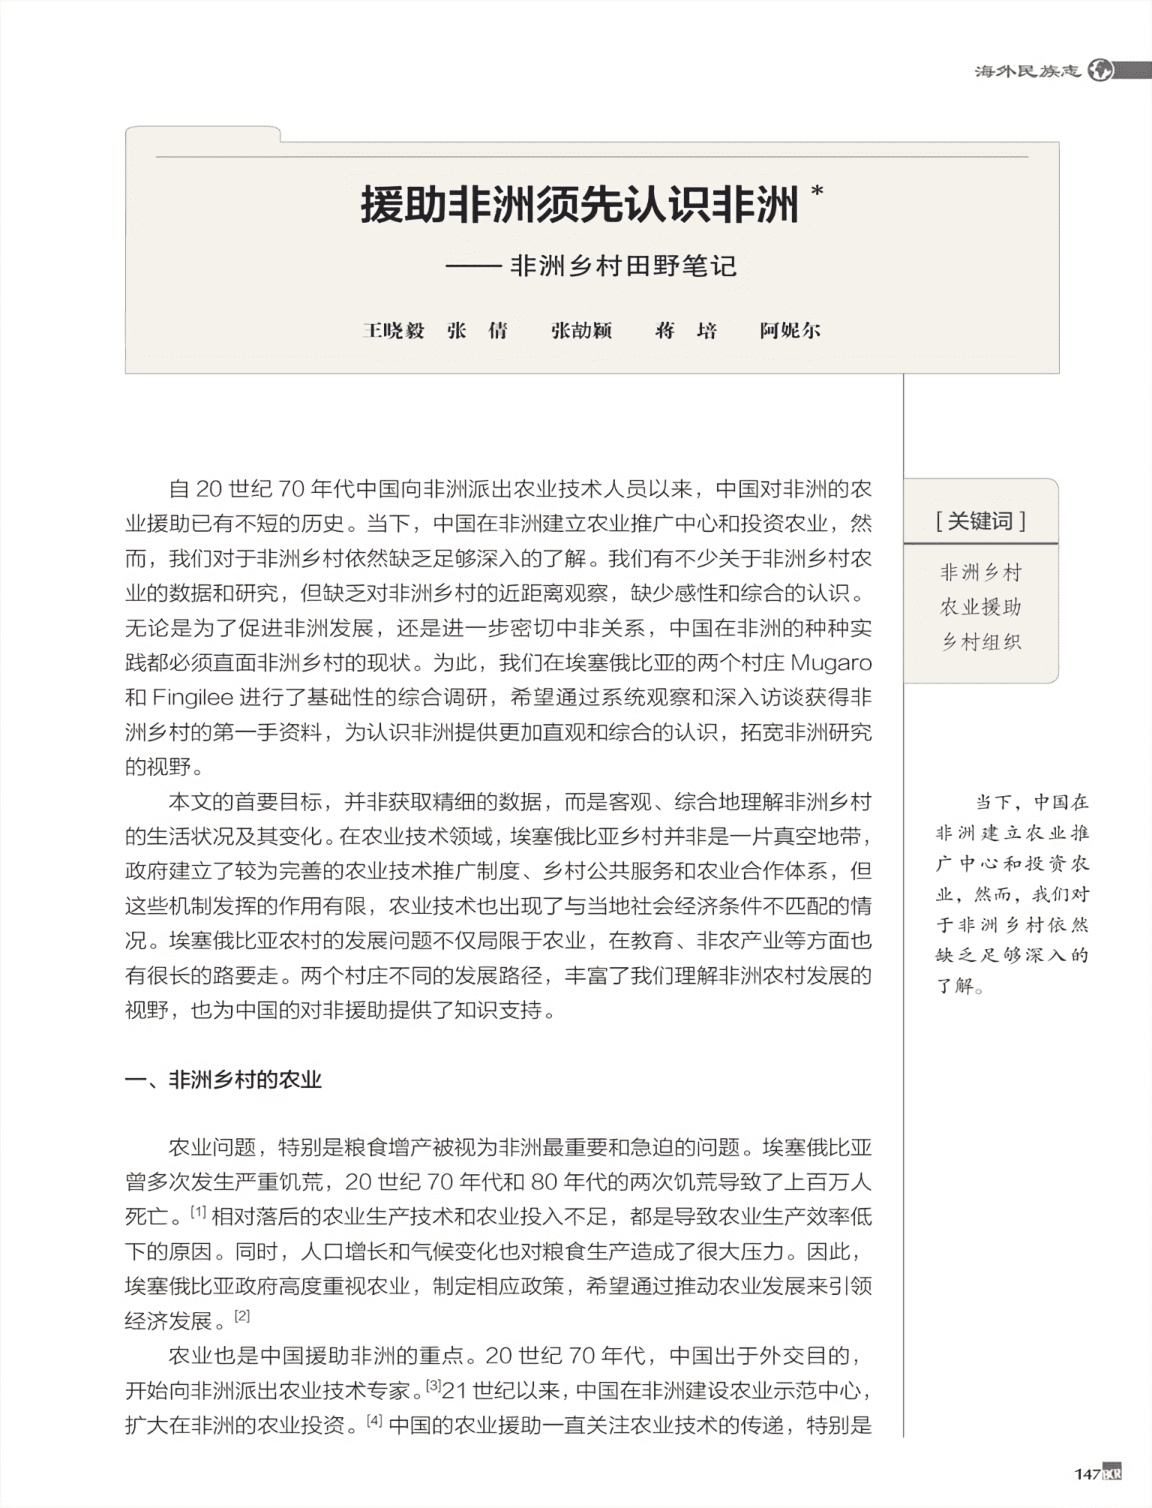 海外民族志
援助非洲须先认识非洲*
——非洲乡村田野笔记
王晓毅 张 倩 张劼颖 蒋 培 阿妮尔
自 20 世纪 70 年代中国向非洲派出农业技术人员以来，中国对非洲的农
业援助已有不短的历史。当下，中国在非洲建立农业推广中心和投资农业，然
而，我们对于非洲乡村依然缺乏足够深入的了解。我们有不少关于非洲乡村农
业的数据和研究，但缺乏对非洲乡村的近距离观察，缺少感性和综合的认识。
无论是为了促进非洲发展，还是进一步密切中非关系，中国在非洲的种种实
践都必须直面非洲乡村的现状。为此，我们在埃塞俄比亚的两个村庄 Mugaro
和 Fingilee 进行了基础性的综合调研，希望通过系统观察和深入访谈获得非
洲乡村的第一手资料，为认识非洲提供更加直观和综合的认识，拓宽非洲研究
的视野。
本文的首要目标，并非获取精细的数据，而是客观、综合地理解非洲乡村
的生活状况及其变化。在农业技术领域，埃塞俄比亚乡村并非是一片真空地带，
政府建立了较为完善的农业技术推广制度、乡村公共服务和农业合作体系，但
这些机制发挥的作用有限，农业技术也出现了与当地社会经济条件不匹配的情
况。埃塞俄比亚农村的发展问题不仅局限于农业，在教育、非农产业等方面也
有很长的路要走。两个村庄不同的发展路径，丰富了我们理解非洲农村发展的
视野，也为中国的对非援助提供了知识支持。
一、非洲乡村的农业
农业问题，特别是粮食增产被视为非洲最重要和急迫的问题。埃塞俄比亚
曾多次发生严重饥荒，20 世纪 70 年代和 80 年代的两次饥荒导致了上百万人
死亡。[1] 相对落后的农业生产技术和农业投入不足，都是导致农业生产效率低
下的原因。同时，人口增长和气候变化也对粮食生产造成了很大压力。因此，
埃塞俄比亚政府高度重视农业，制定相应政策，希望通过推动农业发展来引领
经济发展。[2]
农业也是中国援助非洲的重点。20 世纪 70 年代，中国出于外交目的，
开始向非洲派出农业技术专家。[3]21 世纪以来，中国在非洲建设农业示范中心，
扩大在非洲的农业投资。[4] 中国的农业援助一直关注农业技术的传递，特别是
[关键词]
非洲乡村
农业援助
乡村组织
当下，中国在
非洲建立农业推
广中心和投资农
业，然而，我们对
于非洲乡村依然
缺乏足够深入的
了解。
147